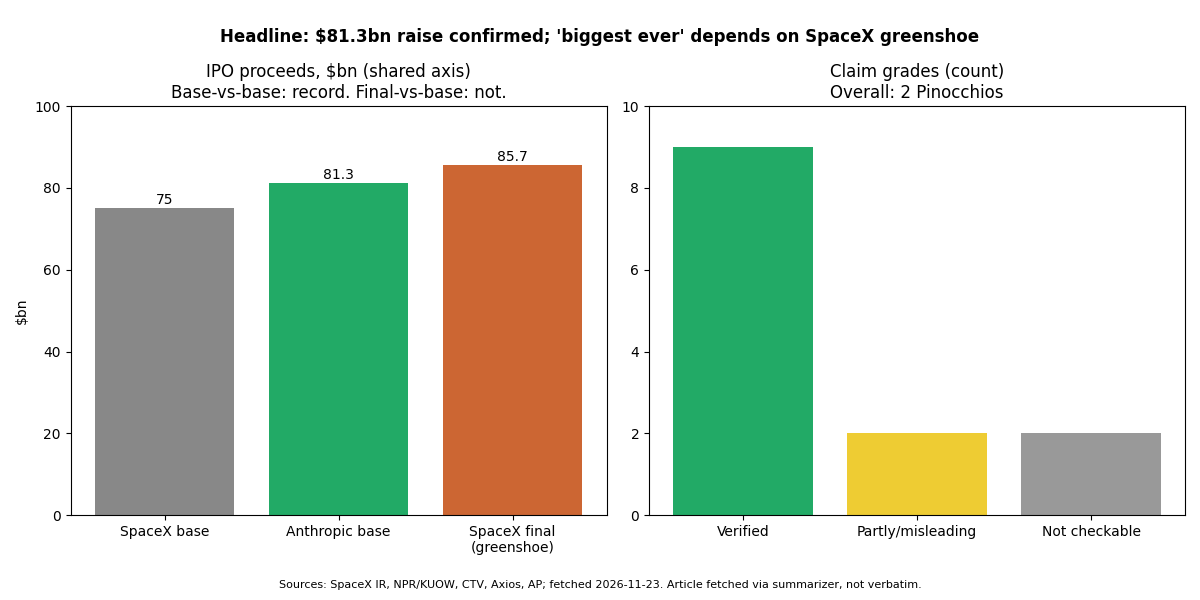 Headline: $81.3bn raise confirmed; 'biggest ever' depends on SpaceX greenshoe
IPO proceeds, $bn (shared axis)
Base-vs-base: record. Final-vs-base: not.
$bn
100
80
60
40
20
0
75
81.3
85.7
SpaceX base
Anthropic base
SpaceX final
(greenshoe)
Claim grades (count)
Overall: 2 Pinocchios
10
8
6
4
2
0
Verified
Partly/misleading
Not checkable
Sources: SpaceX IR, NPR/KUOW, CTV, Axios, AP; fetched 2026-11-23. Article fetched via summarizer, not verbatim.